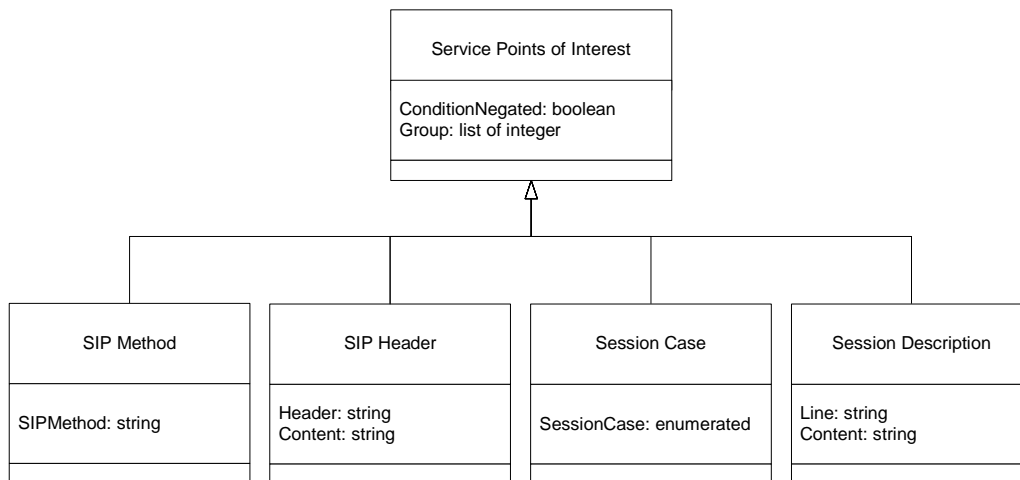 Service Points of Interest
ConditionNegated: boolean
Group: list of integer
SIP Method
SIPMethod: string
SIP Header
Header: string
Content: string
Session Case
SessionCase: enumerated
Session Description
Line: string
Content: string